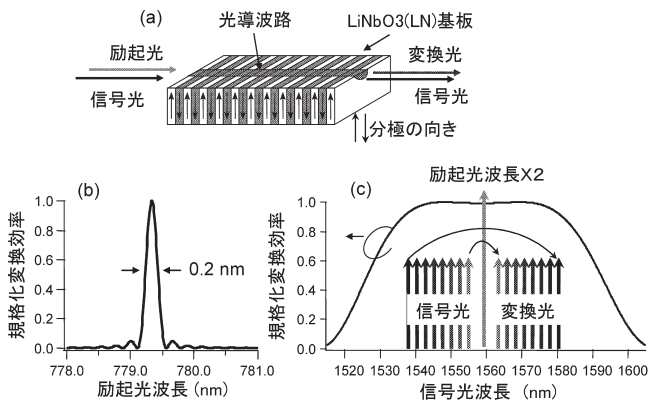 (a)
光導波路
LiNbO3(LN)基板
励起光
信号光
変換光
信号光
分極の向き
(b)
規格化変換効率
1.0
0.8
0.6
0.4
0.2
0.0
0.2 nm
778.0
779.0
780.0
781.0
励起光波長 (nm)
(c)
励起光波長X2
規格化変換効率
1.0
0.8
0.6
0.4
0.2
0.0
信号光
変換光
1520
1530
1540
1550
1560
1570
1580
1590
1600
信号光波長 (nm)